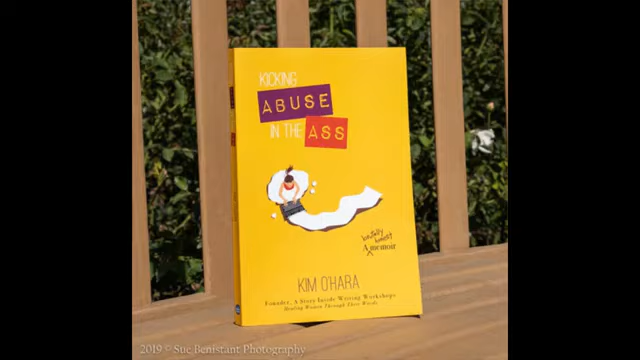 KICKING
ABUSE
IN THE ASS
brutally honest
A memoir
KIM O'HARA
Founder, A Story Inside Writing Workshops
Healing Women Through Their Words
2019 © Sue Benistant Photography